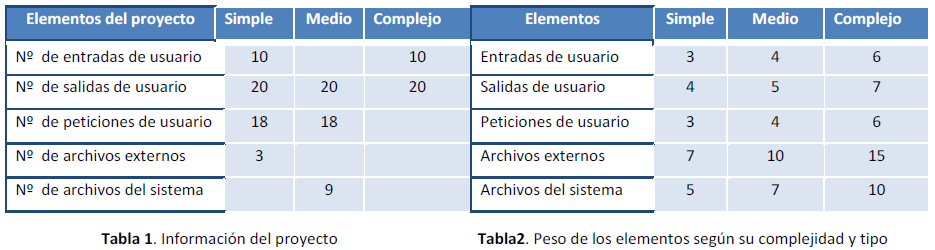 Elementos del proyecto Simple Medio Complejo
Nº de entradas de usuario 10 10
Nº de salidas de usuario 20 20 20
Nº de peticiones de usuario 18 18
Nº de archivos externos 3
Nº de archivos del sistema 9
Tabla 1. Información del proyecto
Elementos Simple Medio Complejo
Entradas de usuario 3 4 6
Salidas de usuario 4 5 7
Peticiones de usuario 3 4 6
Archivos externos 7 10 15
Archivos del sistema 5 7 10
Tabla2. Peso de los elementos según su complejidad y tipo